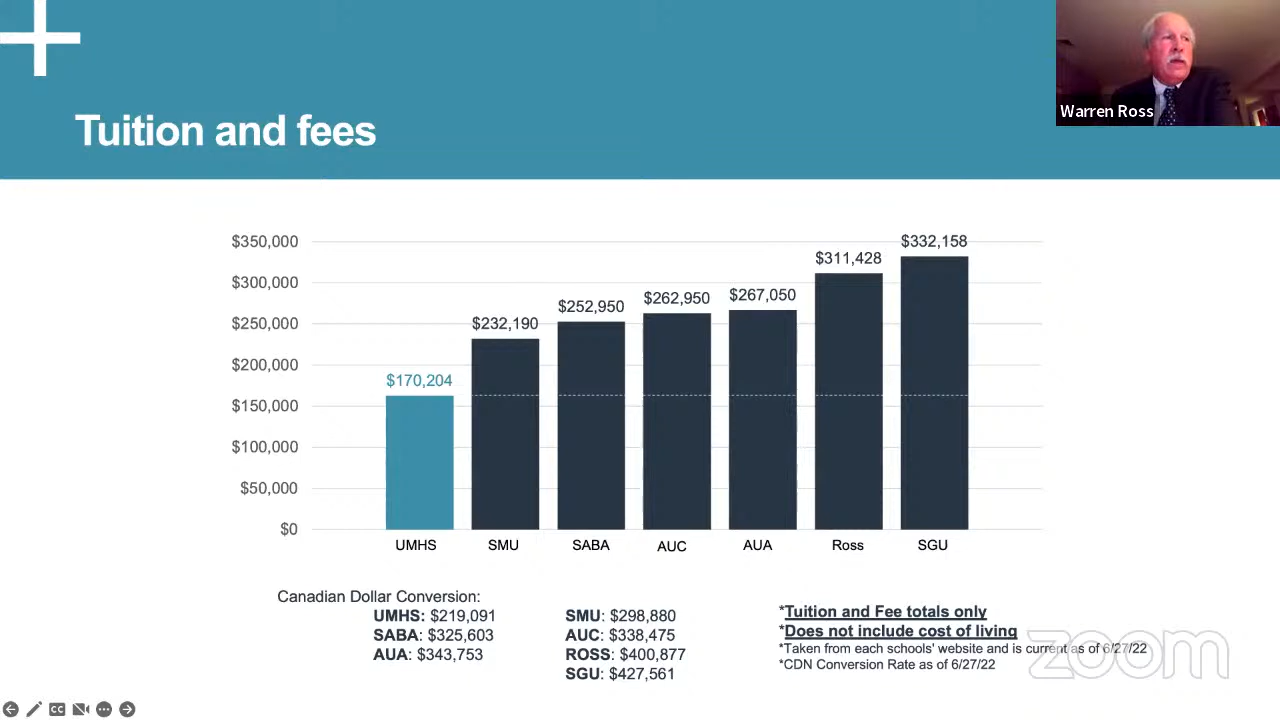 Warren Ross
Tuition and fees
$350,000
$300,000
$250,000
$200,000
$150,000
$100,000
$50,000
$0
$170,204
$232,190
$252,950
$262,950
$267,050
$311,428
$332,158
UMHS
SMU
SABA
AUC
AUA
Ross
SGU
Canadian Dollar Conversion:
UMHS: $219,091
SABA: $325,603
AUA: $343,753
SMU: $298,880
AUC: $338,475
ROSS: $400,877
SGU: $427,561
*Tuition and Fee totals only
*Does not include cost of living
*Taken from each schools' website and is current as of 6/27/22
*CDN Conversion Rate as of 6/27/22
zoom
CC